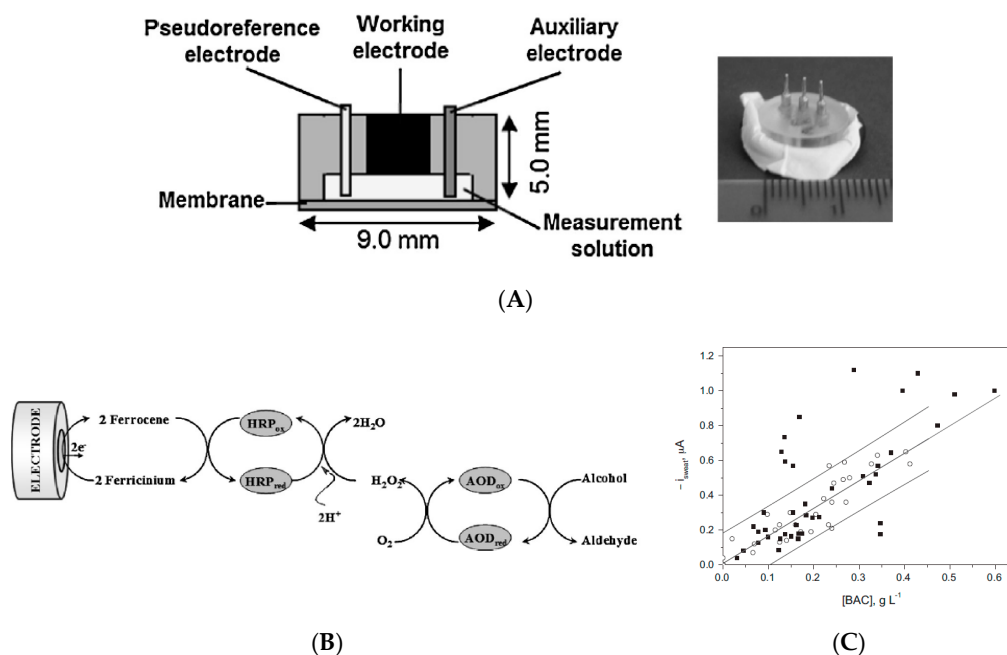 Pseudoreference
electrode
Working
electrode
Auxiliary
electrode
5.0 mm
Membrane
Measurement
solution
9.0 mm
0
1
(A)
ELECTRODE
2e-
2 Ferrocene
2 Ferricinium
HRPox
HRPred
2H2O
2H+
H2O2
O2
AODox
AODred
Alcohol
Aldehyde
(B)
- isweat, μA
1.2
1.0
0.8
0.6
0.4
0.2
0.0
0.0 0.1 0.2 0.3 0.4 0.5 0.6
[BAC], g L-1
(C)